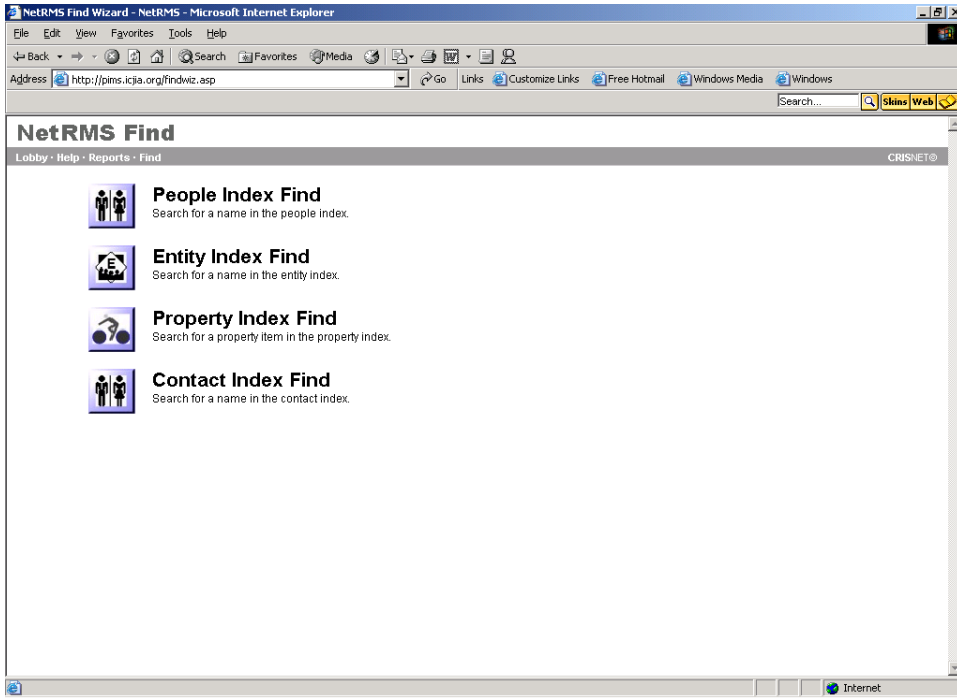 NetRMS Find Wizard - NetRMS - Microsoft Internet Explorer
File Edit View Favorites Tools Help
Back Search Favorites Media
Address http://pims.icjia.org/findwiz.asp Go Links Customize Links Free Hotmail Windows Media Windows
Search... Skins Web
NetRMS Find
Lobby · Help · Reports · Find CRISNET©
People Index Find
Search for a name in the people index.
E
Entity Index Find
Search for a name in the entity index.
Property Index Find
Search for a property item in the property index.
Contact Index Find
Search for a name in the contact index.
Internet